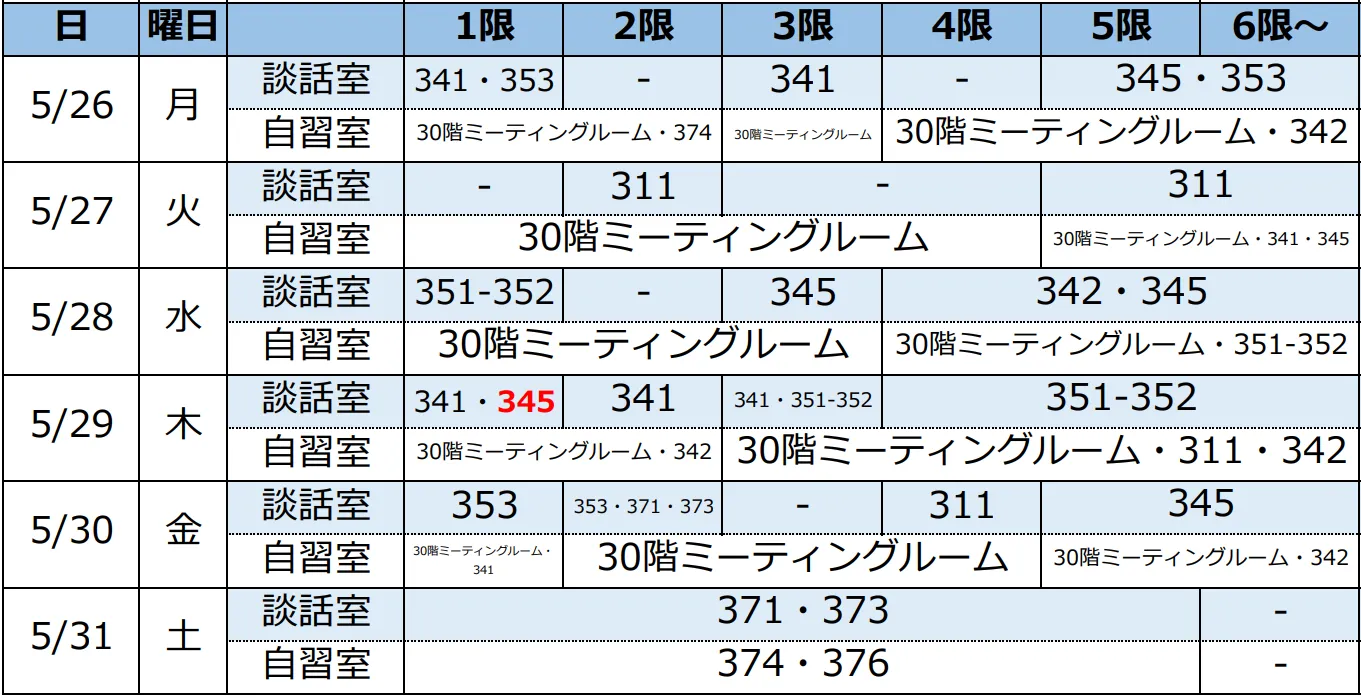 日 曜日 1限 2限 3限 4限 5限 6限～
5/26 月 談話室 341・353 - 341 - 345・353
自習室 30階ミーティングルーム・374 30階ミーティングルーム 30階ミーティングルーム・342
5/27 火 談話室 - 311 - 311
自習室 30階ミーティングルーム 30階ミーティングルーム・341・345
5/28 水 談話室 351-352 - 345 342・345
自習室 30階ミーティングルーム 30階ミーティングルーム・351-352
5/29 木 談話室 341・345 341 341・351-352 351-352
自習室 30階ミーティングルーム・342 30階ミーティングルーム・311・342
5/30 金 談話室 353 353・371・373 - 311 345
自習室 30階ミーティングルーム・341 30階ミーティングルーム 30階ミーティングルーム・342
5/31 土 談話室 371・373 -
自習室 374・376 -